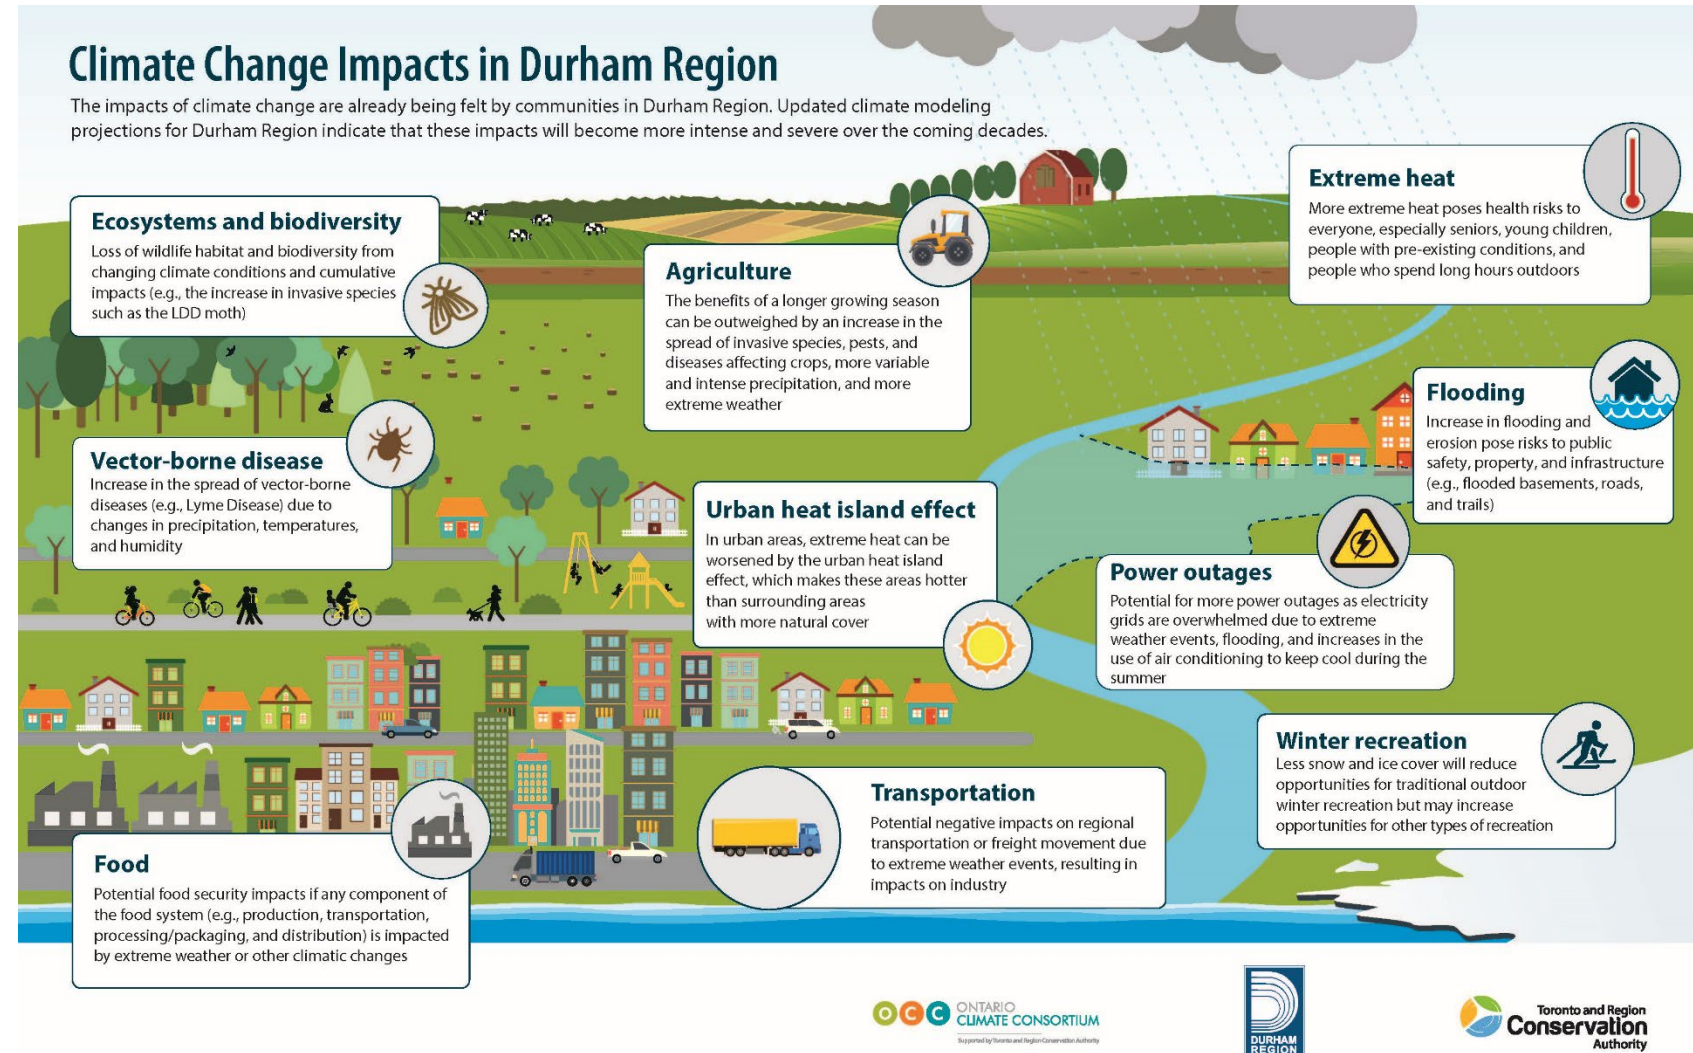 Climate Change Impacts in Durham Region
The impacts of climate change are already being felt by communities in Durham Region. Updated climate modeling
projections for Durham Region indicate that these impacts will become more intense and severe over the coming decades.
Ecosystems and biodiversity
Loss of wildlife habitat and biodiversity from
changing climate conditions and cumulative
impacts (e.g., the increase in invasive species
such as the LDD moth)
Agriculture
The benefits of a longer growing season
can be outweighed by an increase in the
spread of invasive species, pests, and
diseases affecting crops, more variable
and intense precipitation, and more
extreme weather
Extreme heat
More extreme heat poses health risks to
everyone, especially seniors, young children,
people with pre-existing conditions, and
people who spend long hours outdoors
Flooding
Increase in flooding and
erosion pose risks to public
safety, property, and infrastructure
(e.g., flooded basements, roads,
and trails)
Vector-borne disease
Increase in the spread of vector-borne
diseases (e.g., Lyme Disease) due to
changes in precipitation, temperatures,
and humidity
Urban heat island effect
In urban areas, extreme heat can be
worsened by the urban heat island
effect, which makes these areas hotter
than surrounding areas
with more natural cover
Power outages
Potential for more power outages as electricity
grids are overwhelmed due to extreme
weather events, flooding, and increases in the
use of air conditioning to keep cool during the
summer
Winter recreation
Less snow and ice cover will reduce
opportunities for traditional outdoor
winter recreation but may increase
opportunities for other types of recreation
Transportation
Potential negative impacts on regional
transportation or freight movement due
to extreme weather events, resulting in
impacts on industry
Food
Potential food security impacts if any component of
the food system (e.g., production, transportation,
processing/packaging, and distribution) is impacted
by extreme weather or other climatic changes
OCC ONTARIO
CLIMATE CONSORTIUM
Supported by Toronto and Region Conservation Authority
DURHAM
REGION
Toronto and Region
Conservation
Authority